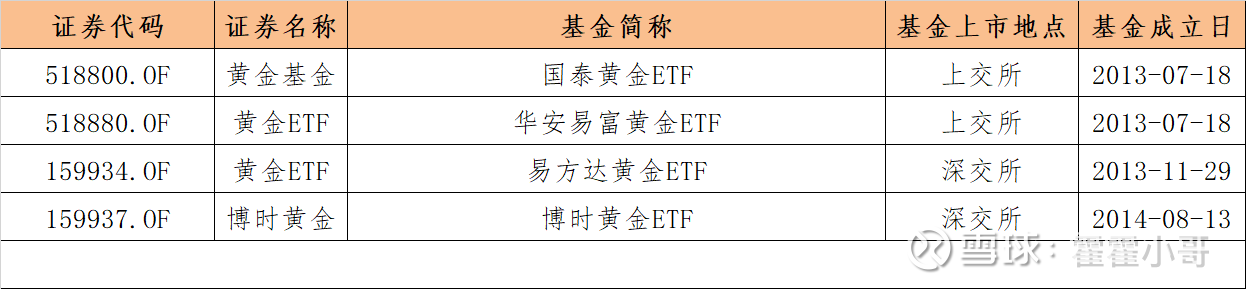 证券代码 证券名称 基金简称 基金上市地点 基金成立日
518800.OF 黄金基金 国泰黄金ETF 上交所 2013-07-18
518880.OF 黄金ETF 华安易富黄金ETF 上交所 2013-07-18
159934.OF 黄金ETF 易方达黄金ETF 深交所 2013-11-29
159937.OF 博时黄金 博时黄金ETF 深交所 2014-08-13
雪球：霍霍小哥